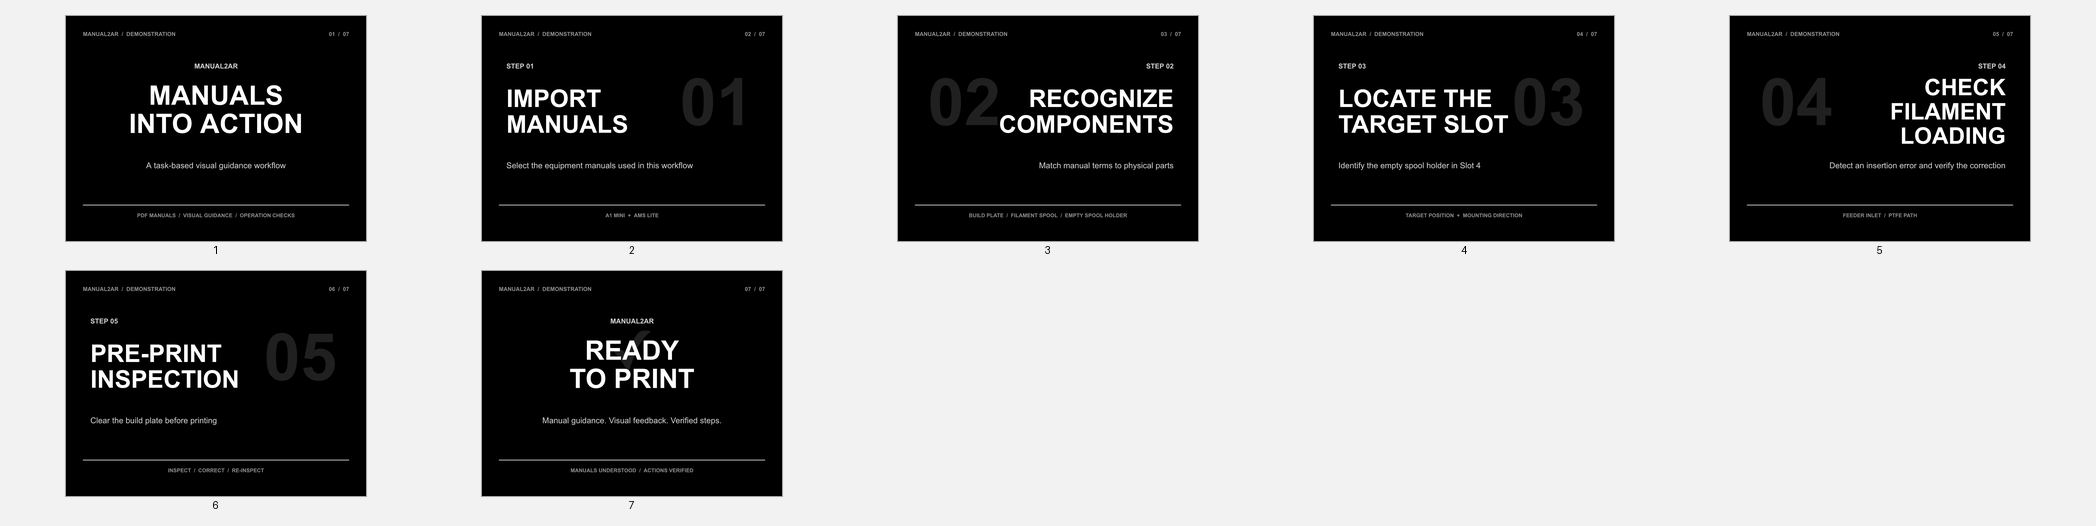 MANUAL2AR / DEMONSTRATION 01 / 07
MANUAL2AR
MANUALS
INTO ACTION
A task-based visual guidance workflow
PDF MANUALS / VISUAL GUIDANCE / OPERATION CHECKS
1
MANUAL2AR / DEMONSTRATION 02 / 07
STEP 01
01
IMPORT
MANUALS
Select the equipment manuals used in this workflow
A1 MINI + AMS LITE
2
MANUAL2AR / DEMONSTRATION 03 / 07
STEP 02
02
RECOGNIZE
COMPONENTS
Match manual terms to physical parts
BUILD PLATE / FILAMENT SPOOL / EMPTY SPOOL HOLDER
3
MANUAL2AR / DEMONSTRATION 04 / 07
STEP 03
03
LOCATE THE
TARGET SLOT
Identify the empty spool holder in Slot 4
TARGET POSITION + MOUNTING DIRECTION
4
MANUAL2AR / DEMONSTRATION 05 / 07
STEP 04
04
CHECK
FILAMENT
LOADING
Detect an insertion error and verify the correction
FEEDER INLET / PTFE PATH
5
MANUAL2AR / DEMONSTRATION 06 / 07
STEP 05
05
PRE-PRINT
INSPECTION
Clear the build plate before printing
INSPECT / CORRECT / RE-INSPECT
6
MANUAL2AR / DEMONSTRATION 07 / 07
MANUAL2AR
READY
TO PRINT
Manual guidance. Visual feedback. Verified steps.
MANUALS UNDERSTOOD / ACTIONS VERIFIED
7